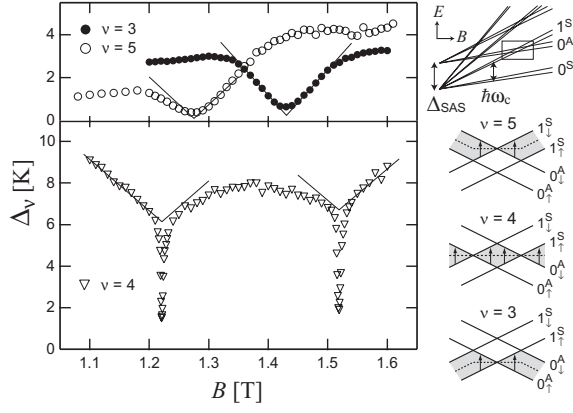 4
2
0
ν = 3
ν = 5
10
8
6
4
2
0
Δν [K]
ν = 4
1.1
1.2
1.3
1.4
1.5
1.6
B [T]
E
B
1S
0A
0S
ΔSAS
ħωc
ν = 5
1S↓
1S↑
0A↓
0A↑
ν = 4
1S↓
1S↑
0A↓
0A↑
ν = 3
1S↓
1S↑
0A↓
0A↑